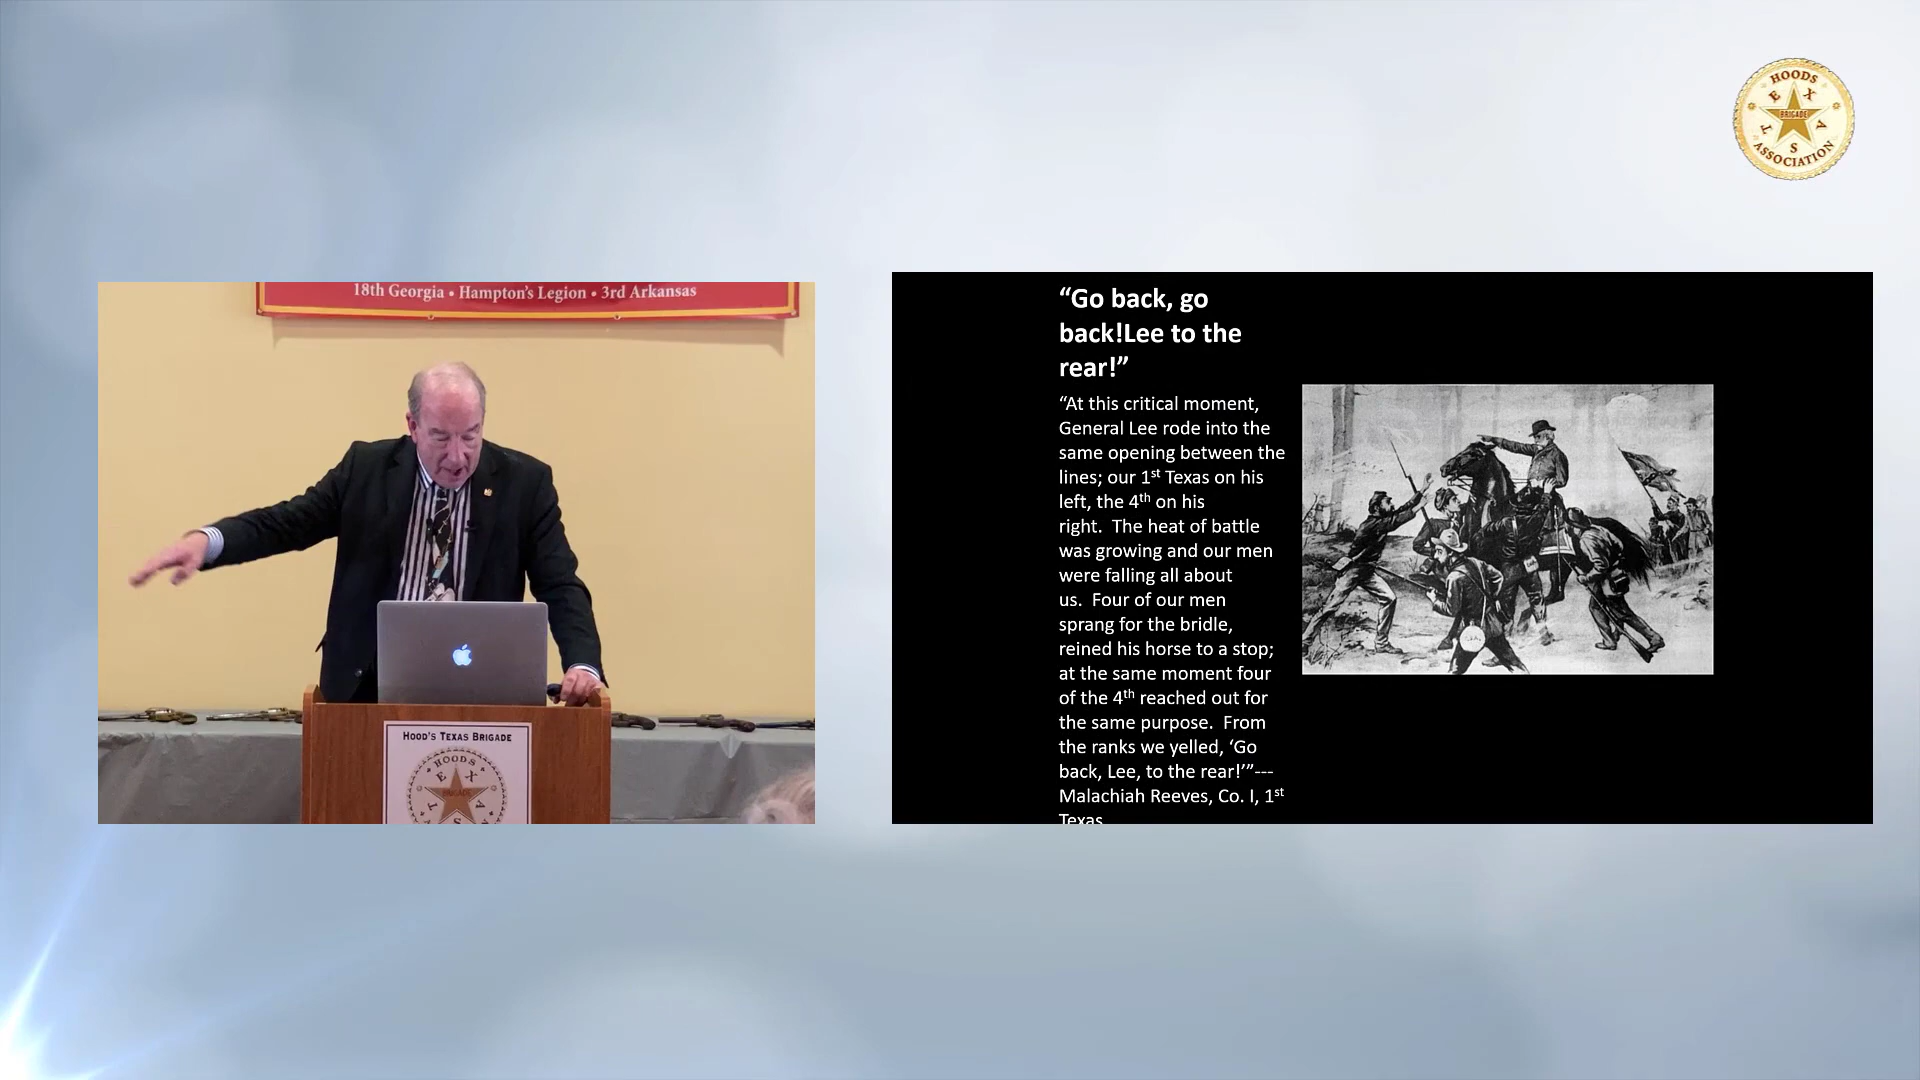 HOODS
TEXAS
BRIGADE
ASSOCIATION
18th Georgia • Hampton's Legion • 3rd Arkansas
HOOD'S TEXAS BRIGADE
HOODS
TEXAS
BRIGADE
“Go back, go
back!Lee to the
rear!”
“At this critical moment,
General Lee rode into the
same opening between the
lines; our 1st Texas on his
left, the 4th on his
right.  The heat of battle
was growing and our men
were falling all about
us.  Four of our men
sprang for the bridle,
reined his horse to a stop;
at the same moment four
of the 4th reached out for
the same purpose.  From
the ranks we yelled, ‘Go
back, Lee, to the rear!’”---
Malachiah Reeves, Co. I, 1st
Texas